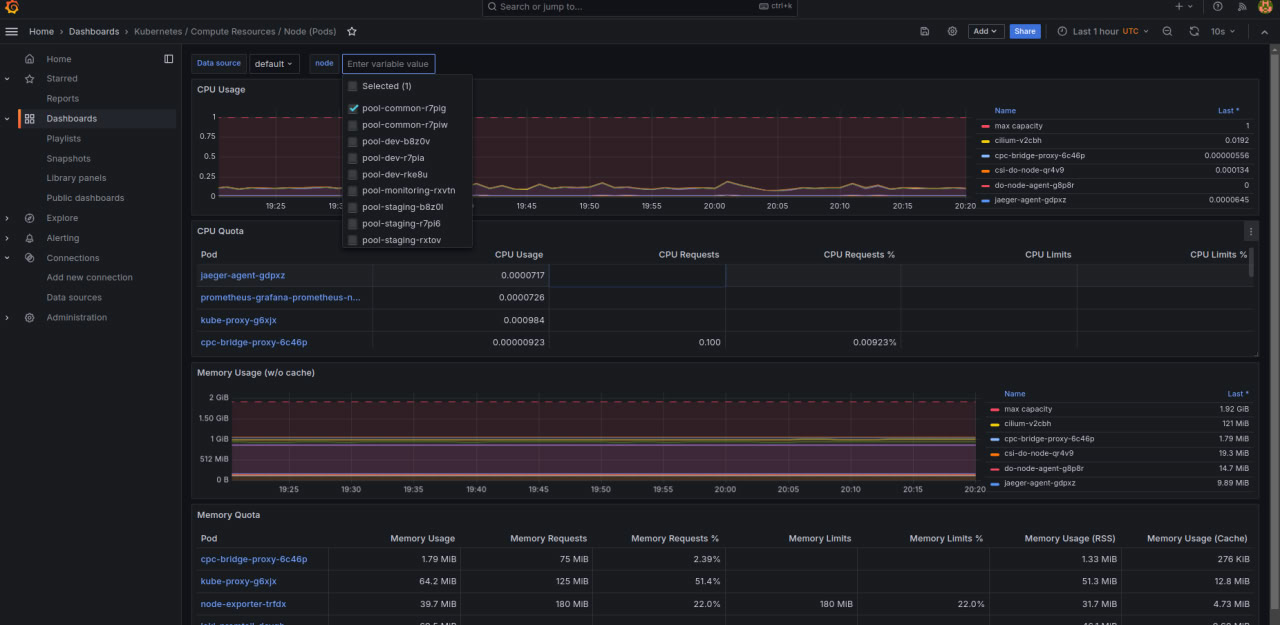 Search or jump to...
ctrl+k
Home › Dashboards › Kubernetes / Compute Resources / Node (Pods)
Add
Share
Last 1 hour UTC
10s
Home
Starred
Reports
Dashboards
Playlists
Snapshots
Library panels
Public dashboards
Explore
Alerting
Connections
Add new connection
Data sources
Administration
Data source default node Enter variable value
Selected (1)
pool-common-r7pig
pool-common-r7piw
pool-dev-b8z0v
pool-dev-r7pia
pool-dev-rke8u
pool-monitoring-rxvtn
pool-staging-b8z0l
pool-staging-r7pi6
pool-staging-rxtov
CPU Usage
1
0.75
0.5
0.25
0
19:25 19:45 19:50 19:55 20:00 20:05 20:10 20:15 20:20
Name Last *
max capacity 1
cilium-v2cbh 0.0192
cpc-bridge-proxy-6c46p 0.00000556
csi-do-node-qr4v9 0.000134
do-node-agent-g8p8r 0
jaeger-agent-gdpxz 0.0000645
CPU Quota
Pod CPU Usage CPU Requests CPU Requests % CPU Limits CPU Limits %
jaeger-agent-gdpxz 0.0000717
prometheus-grafana-prometheus-n... 0.0000726
kube-proxy-g6xjx 0.000984
cpc-bridge-proxy-6c46p 0.00000923 0.100 0.00923%
Memory Usage (w/o cache)
2 GiB
1.50 GiB
1 GiB
512 MiB
0 B
19:25 19:30 19:35 19:40 19:45 19:50 19:55 20:00 20:05 20:10 20:15 20:20
Name Last *
max capacity 1.92 GiB
cilium-v2cbh 121 MiB
cpc-bridge-proxy-6c46p 1.79 MiB
csi-do-node-qr4v9 19.3 MiB
do-node-agent-g8p8r 14.7 MiB
jaeger-agent-gdpxz 9.89 MiB
Memory Quota
Pod Memory Usage Memory Requests Memory Requests % Memory Limits Memory Limits % Memory Usage (RSS) Memory Usage (Cache)
cpc-bridge-proxy-6c46p 1.79 MiB 75 MiB 2.39% 1.33 MiB 276 KiB
kube-proxy-g6xjx 64.2 MiB 125 MiB 51.4% 51.3 MiB 12.8 MiB
node-exporter-trfdx 39.7 MiB 180 MiB 22.0% 180 MiB 22.0% 31.7 MiB 4.73 MiB